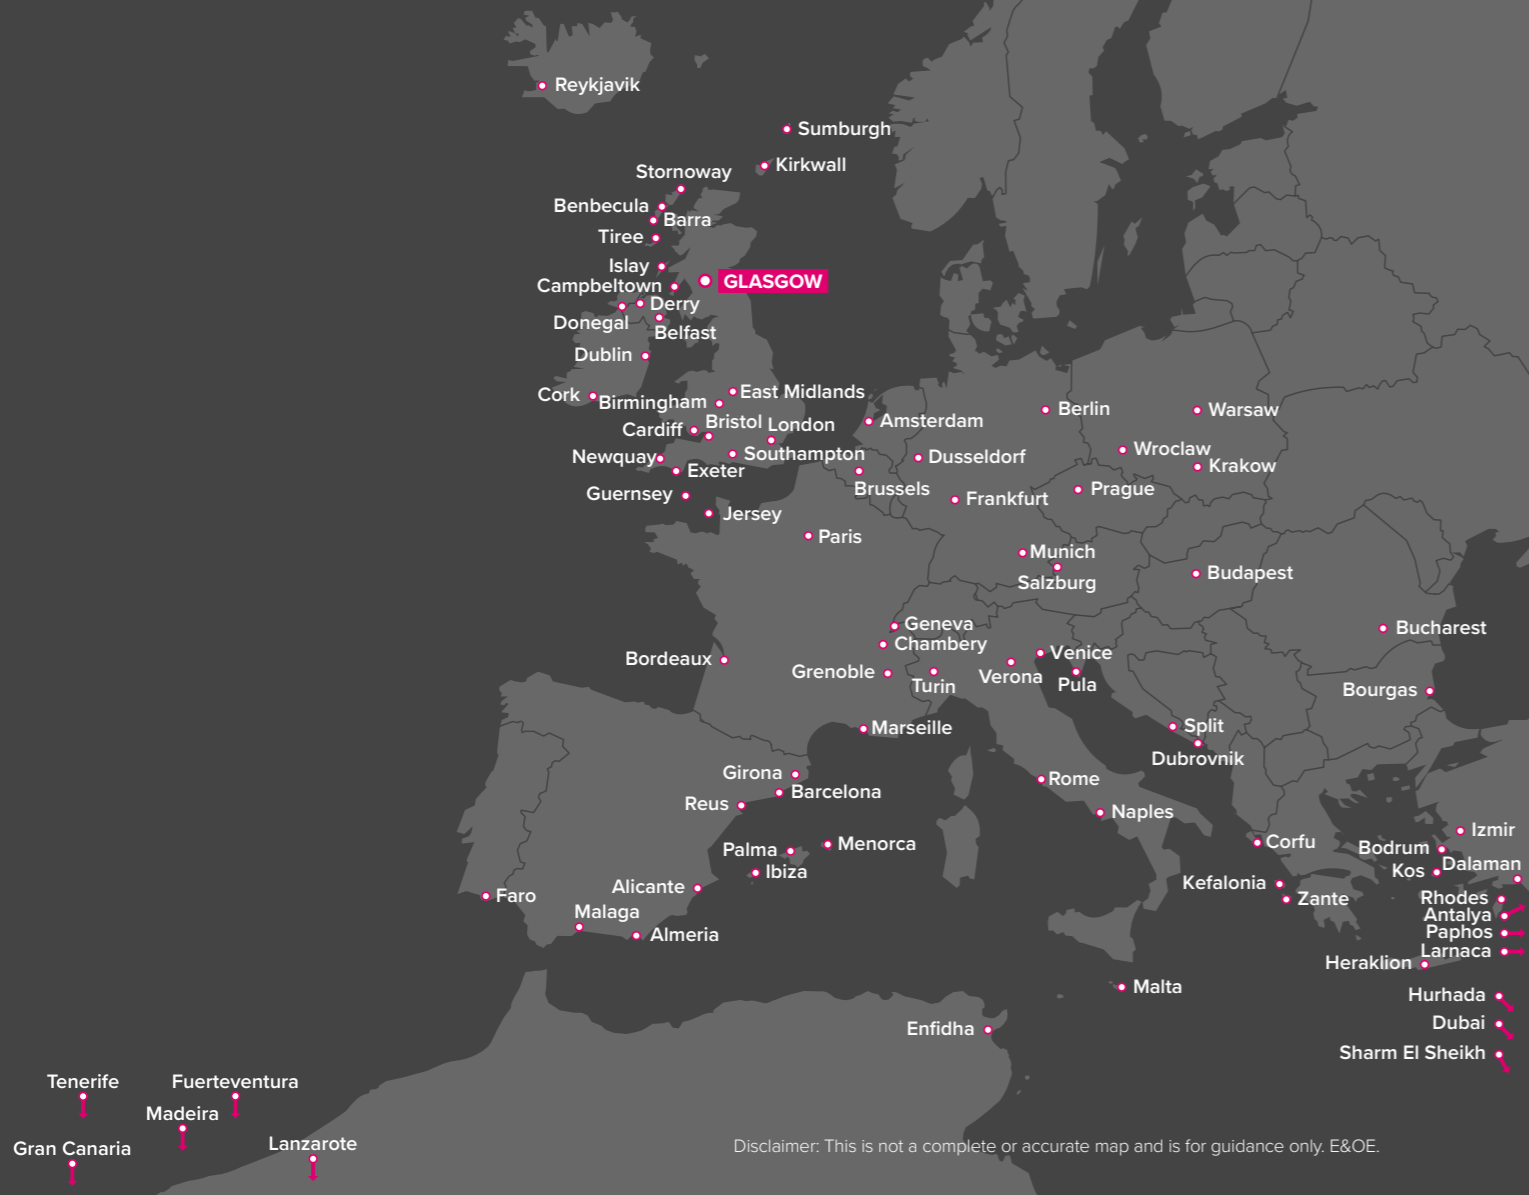 Reykjavik
Sumburgh
Kirkwall
Stornoway
Benbecula
Barra
Tiree
Islay
GLASGOW
Campbeltown
Derry
Donegal
Belfast
Dublin
East Midlands
Cork
Birmingham
Berlin
Warsaw
Bristol
London
Amsterdam
Cardiff
Wroclaw
Southampton
Newquay
Dusseldorf
Krakow
Exeter
Brussels
Prague
Guernsey
Frankfurt
Jersey
Paris
Munich
Budapest
Salzburg
Geneva
Bucharest
Chambery
Venice
Bordeaux
Grenoble
Verona
Turin
Pula
Bourgas
Marseille
Split
Dubrovnik
Girona
Rome
Barcelona
Reus
Naples
Izmir
Corfu
Menorca
Bodrum
Palma
Dalaman
Ibiza
Kos
Kefalonia
Alicante
Faro
Zante
Rhodes
Malaga
Antalya
Paphos
Almeria
Larnaca
Heraklion
Malta
Hurhada
Dubai
Enfidha
Sharm El Sheikh
Tenerife
Fuerteventura
Madeira
Lanzarote
Gran Canaria
Disclaimer: This is not a complete or accurate map and is for guidance only. E&OE.